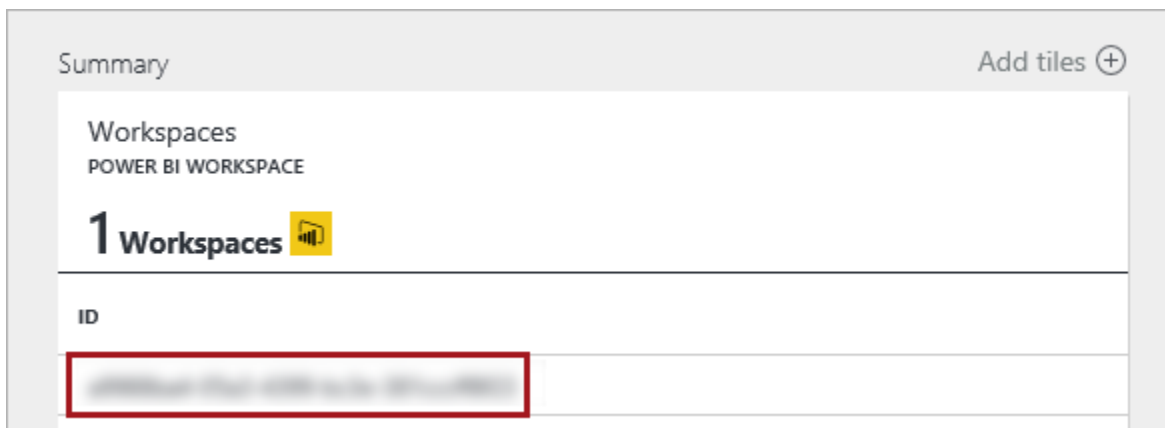 Summary
Add tiles
Workspaces
POWER BI WORKSPACE
1 Workspaces
ID